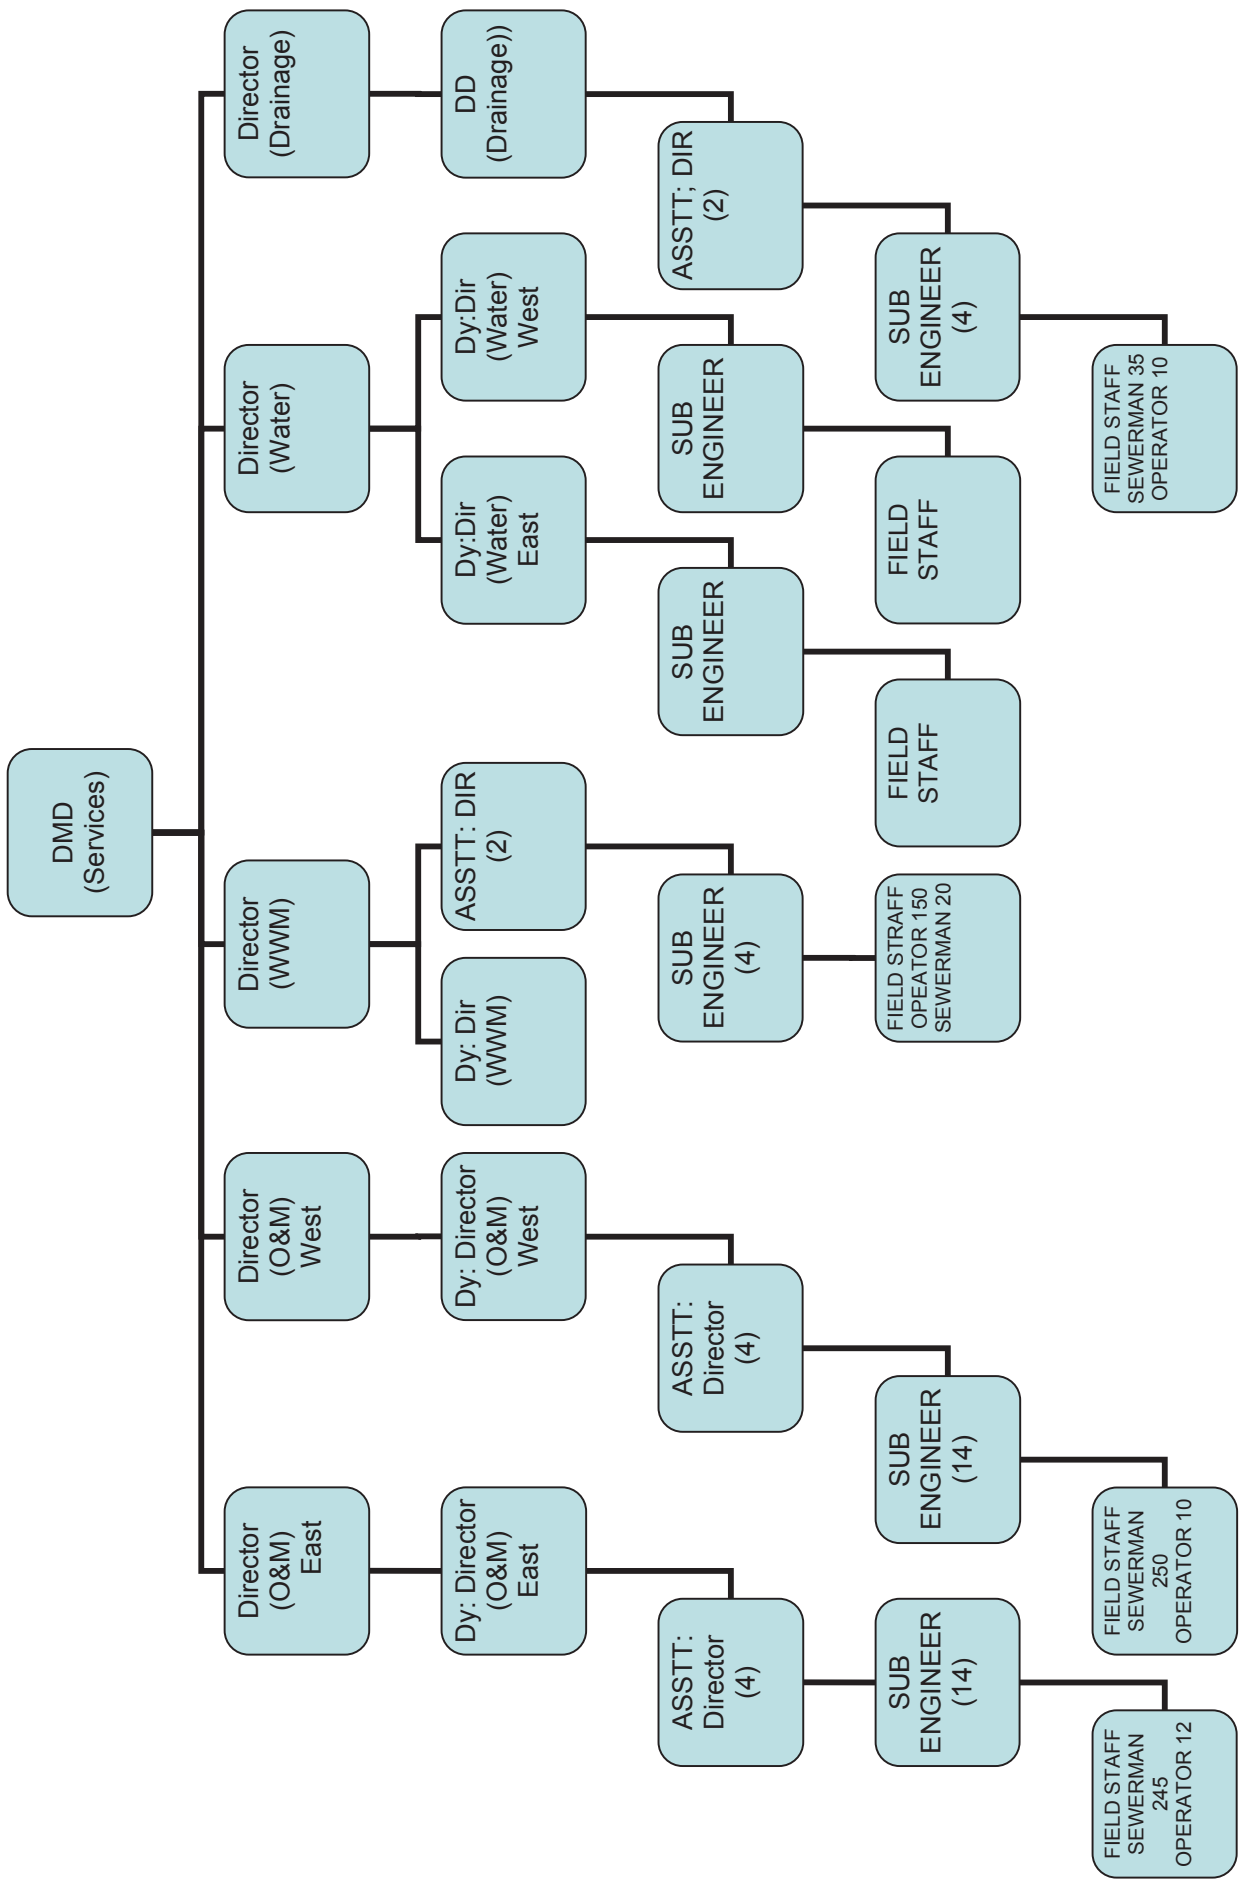 DMD
(Services)
Director
(O&M)
East
Director
(O&M)
West
Director
(WWM)
Director
(Water)
Director
(Drainage)
Dy: Director
(O&M)
East
Dy: Director
(O&M)
West
Dy: Dir
(WWM)
ASSTT: DIR
(2)
Dy:Dir
(Water)
East
Dy:Dir
(Water)
West
DD
(Drainage))
ASSTT:
Director
(4)
ASSTT:
Director
(4)
SUB
ENGINEER
(4)
SUB
ENGINEER
SUB
ENGINEER
ASSTT; DIR
(2)
SUB
ENGINEER
(14)
SUB
ENGINEER
(14)
FIELD STRAFF
OPEATOR 150
SEWERMAN 20
FIELD
STAFF
FIELD
STAFF
SUB
ENGINEER
(4)
FIELD STAFF
SEWERMAN
245
OPERATOR 12
FIELD STAFF
SEWERMAN
250
OPERATOR 10
FIELD STAFF
SEWERMAN 35
OPERATOR 10